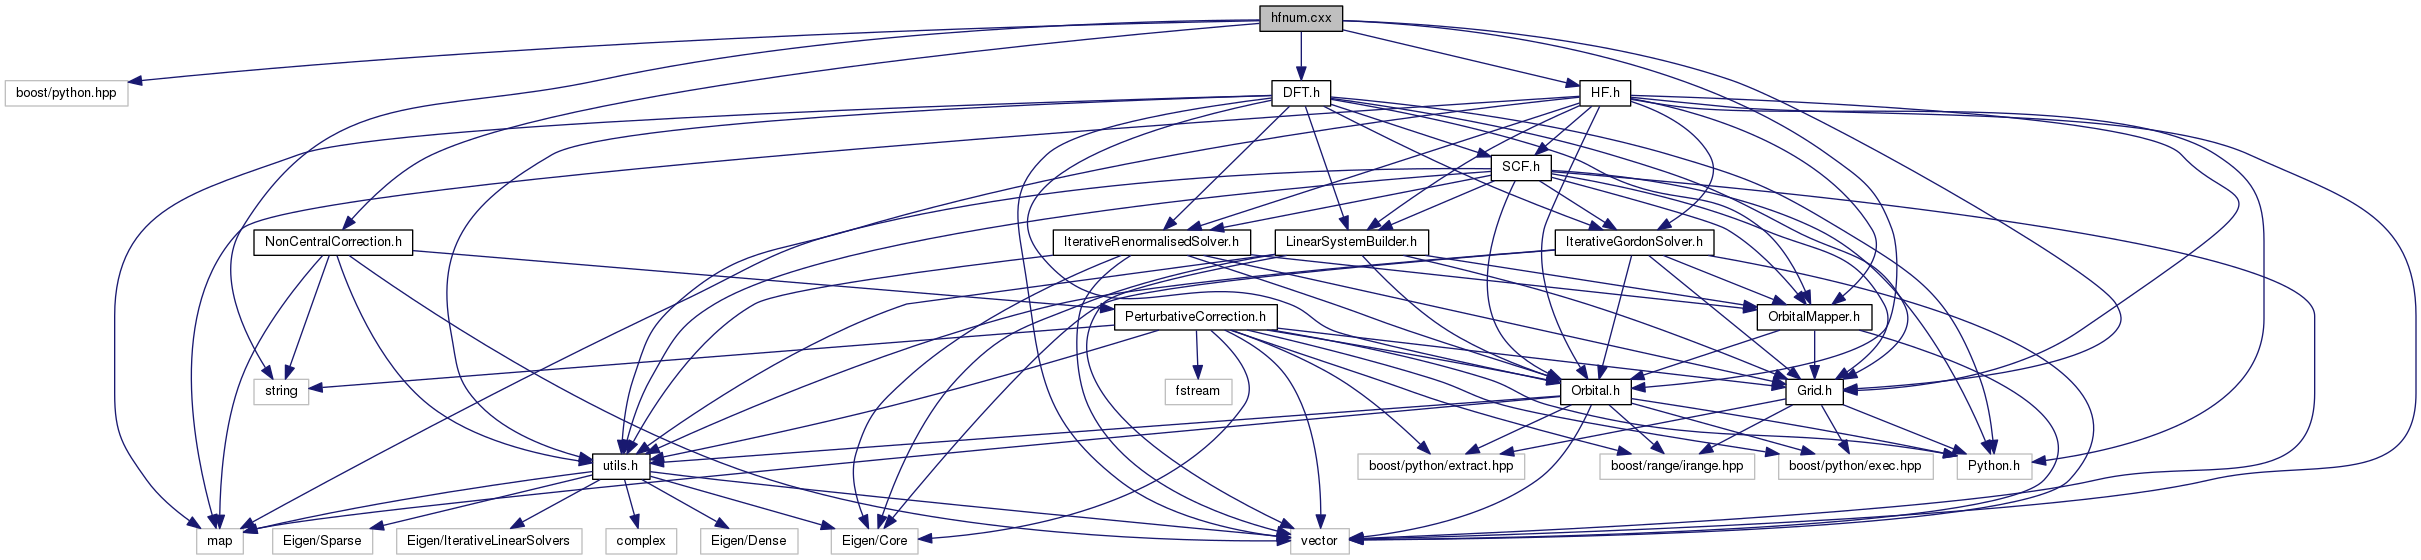 hfnum.cxx
boost/python.hpp
DFT.h
HF.h
SCF.h
NonCentralCorrection.h
IterativeRenormalisedSolver.h
LinearSystemBuilder.h
IterativeGordonSolver.h
PerturbativeCorrection.h
OrbitalMapper.h
string
fstream
Orbital.h
Grid.h
utils.h
boost/python/extract.hpp
boost/range/irange.hpp
boost/python/exec.hpp
Python.h
map
Eigen/Sparse
Eigen/IterativeLinearSolvers
complex
Eigen/Dense
Eigen/Core
vector